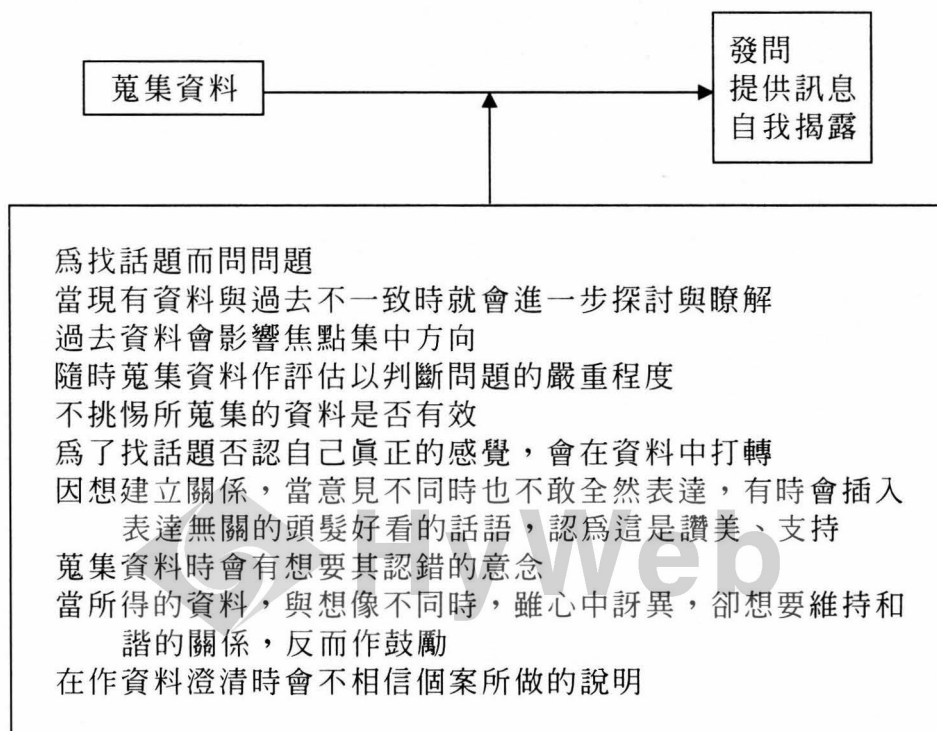 蒐集資料
發問
提供訊息
自我揭露
爲找話題而問問題
當現有資料與過去不一致時就會進一步探討與瞭解
過去資料會影響焦點集中方向
隨時蒐集資料作評估以判斷問題的嚴重程度
不挑惕所蒐集的資料是否有效
爲了找話題否認自己眞正的感覺，會在資料中打轉
因想建立關係，當意見不同時也不敢全然表達，有時會插入
表達無關的頭髮好看的話語，認爲這是讚美、支持
蒐集資料時會有想要其認錯的意念
當所得的資料，與想像不同時，雖心中訝異，卻想要維持和
諧的關係，反而作鼓勵
在作資料澄清時會不相信個案所做的說明
HyWeb